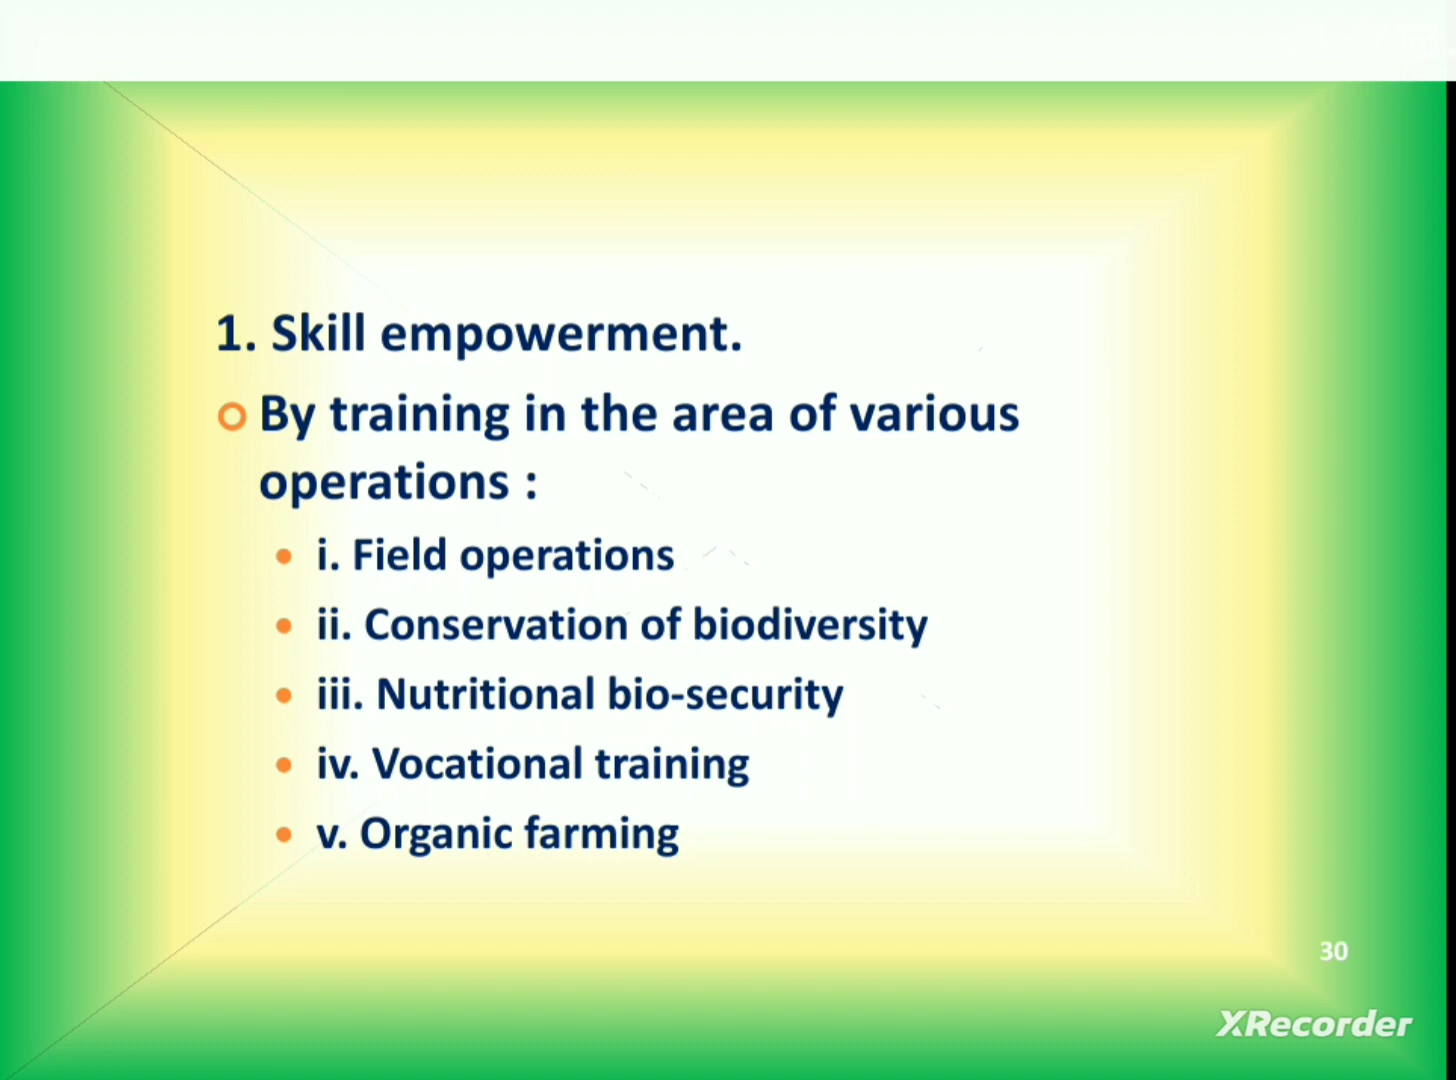 1. Skill empowerment.
By training in the area of various
operations :
i. Field operations
ii. Conservation of biodiversity
iii. Nutritional bio-security
iv. Vocational training
v. Organic farming
30
XRecorder